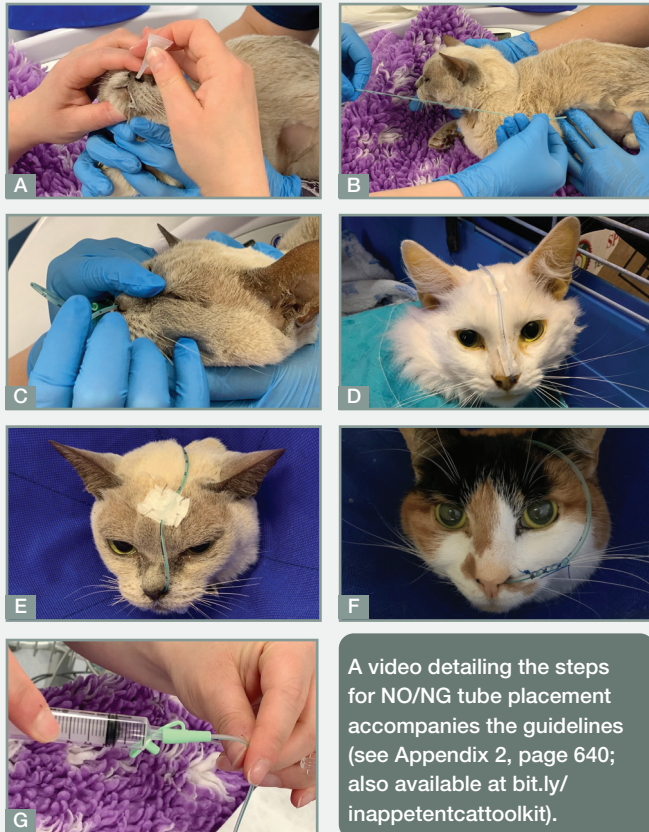 A
B
C
D
E
F
G
A video detailing the steps
for NO/NG tube placement
accompanies the guidelines
(see Appendix 2, page 640;
also available at bit.ly/
inappetentcattoolkit).